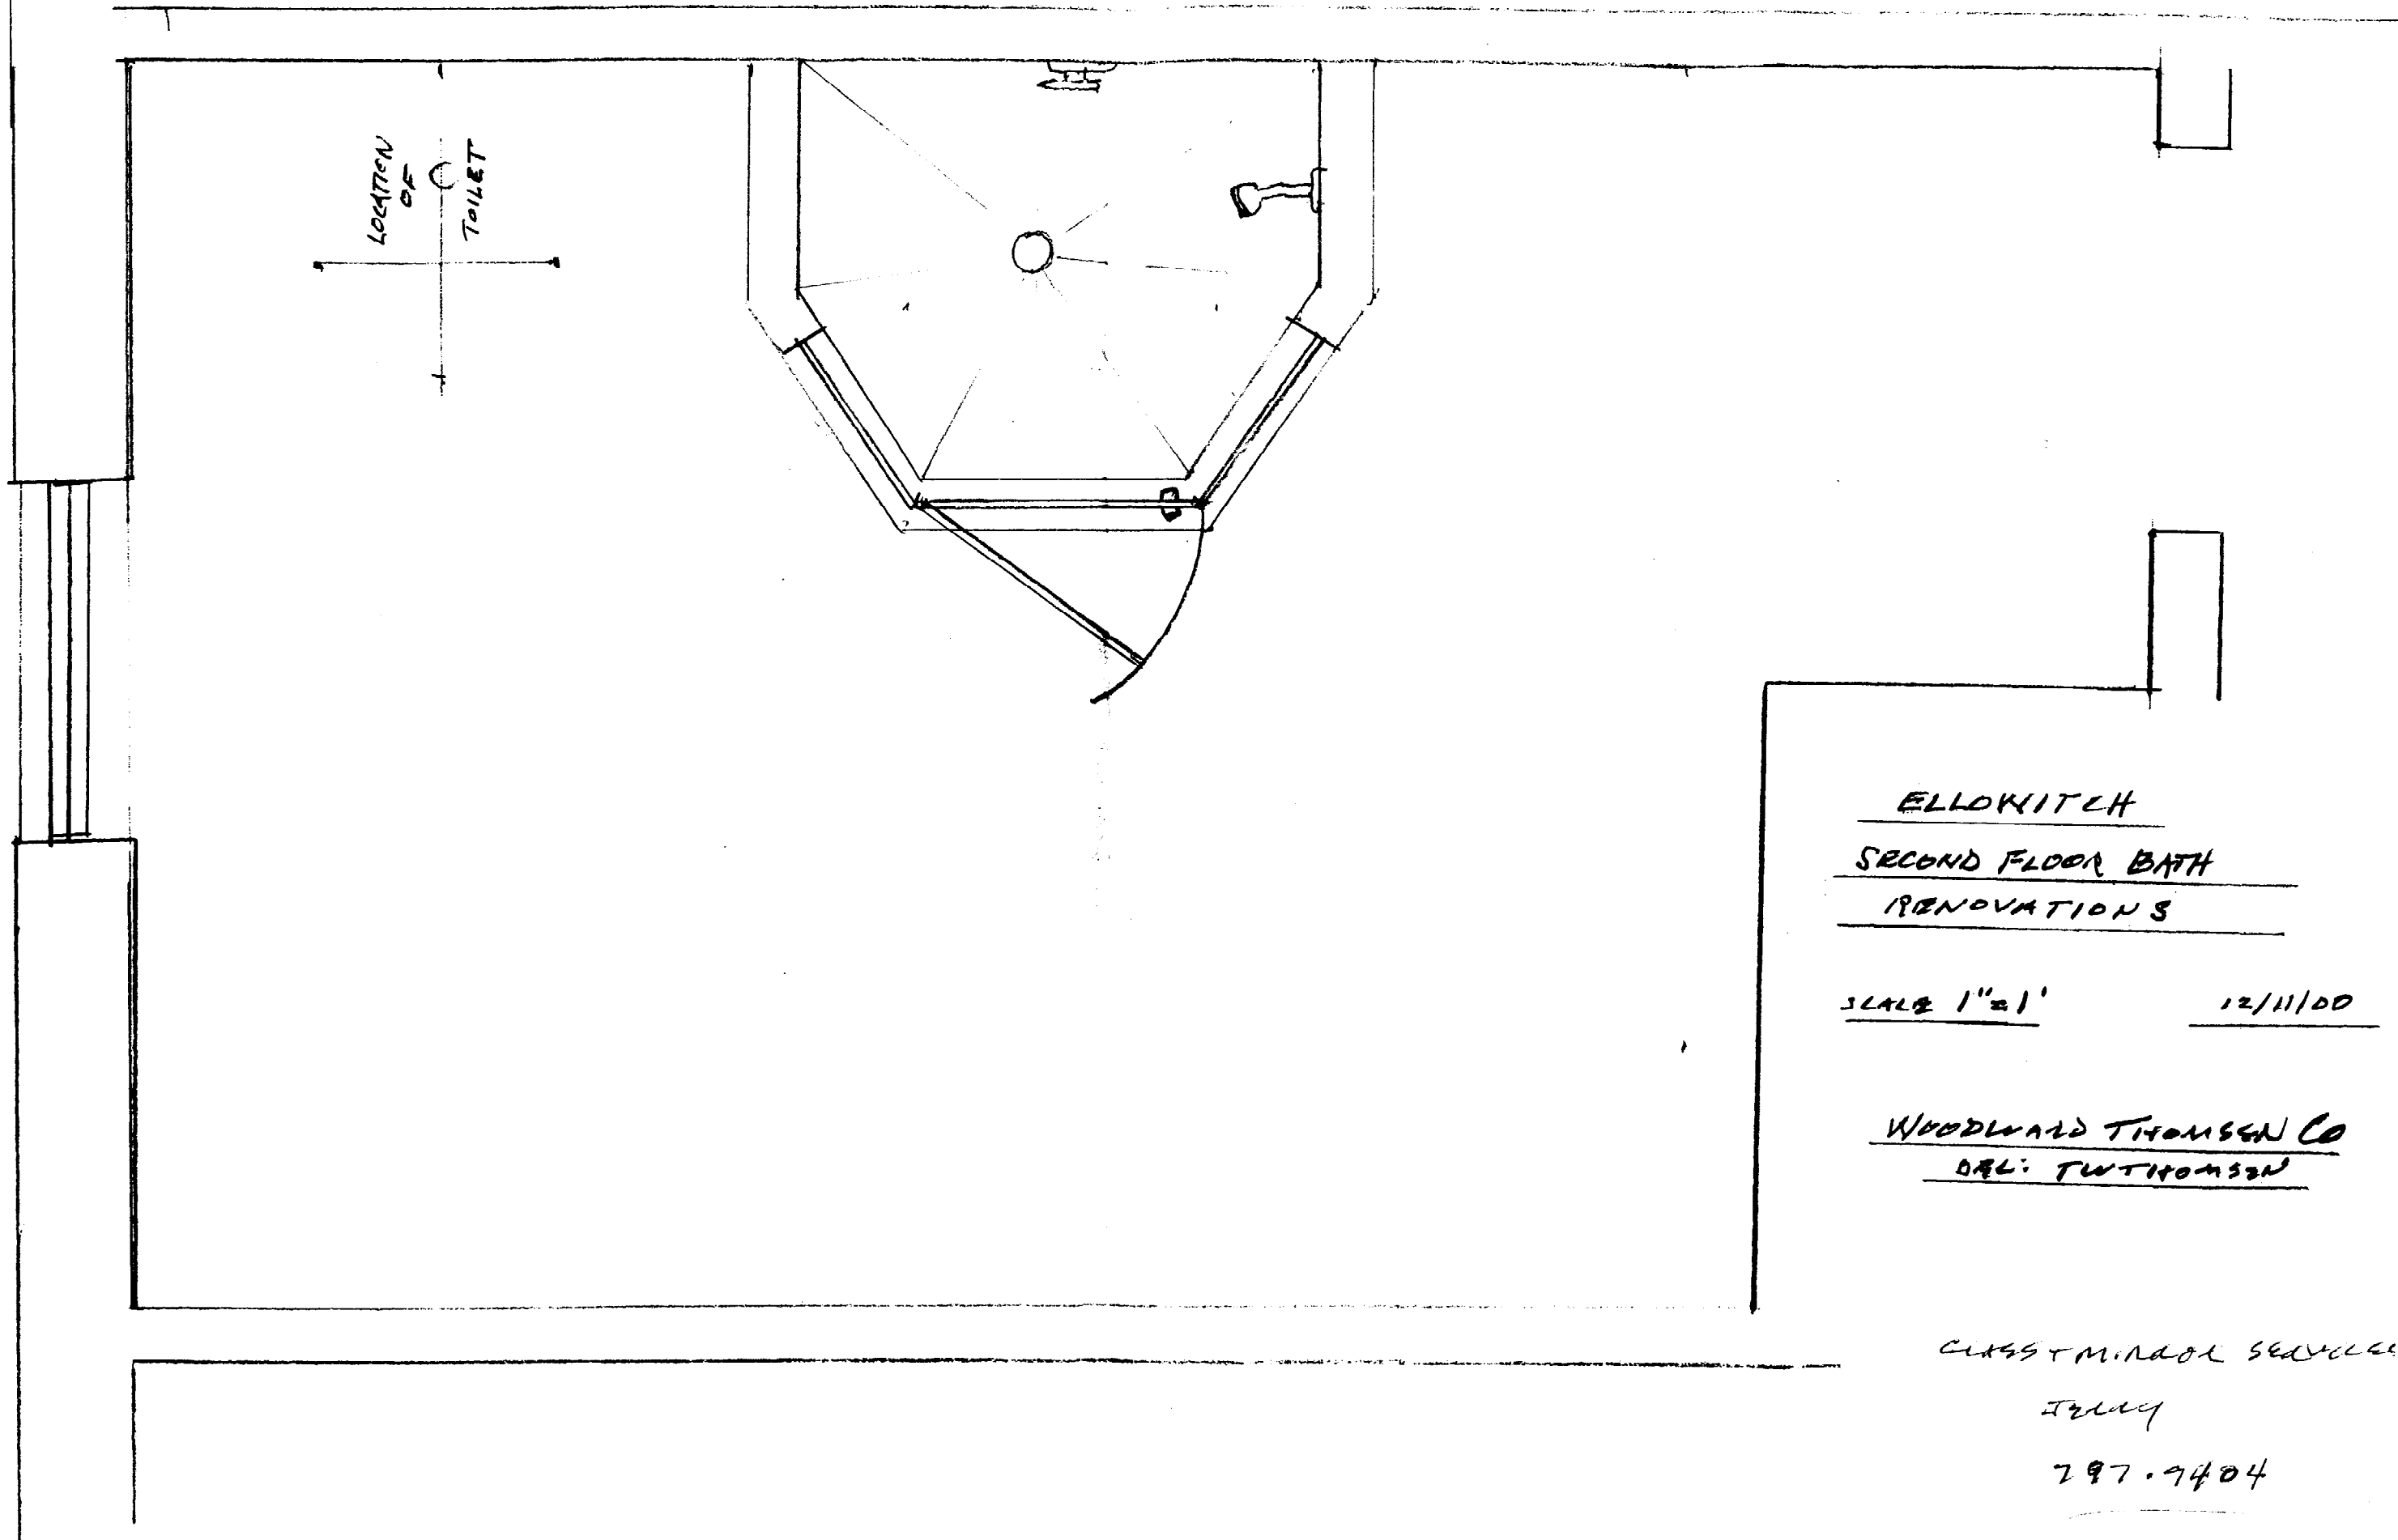 LOCATION
OF
TOILET
ELLOWITCH
SECOND FLOOR BATH
RENOVATIONS
SCALE 1"=1'
12/11/00
WOODWARD THOMSEN CO
DEL: TWTHOMSEN
GLASS + MIRROR SERVICES
797.9404